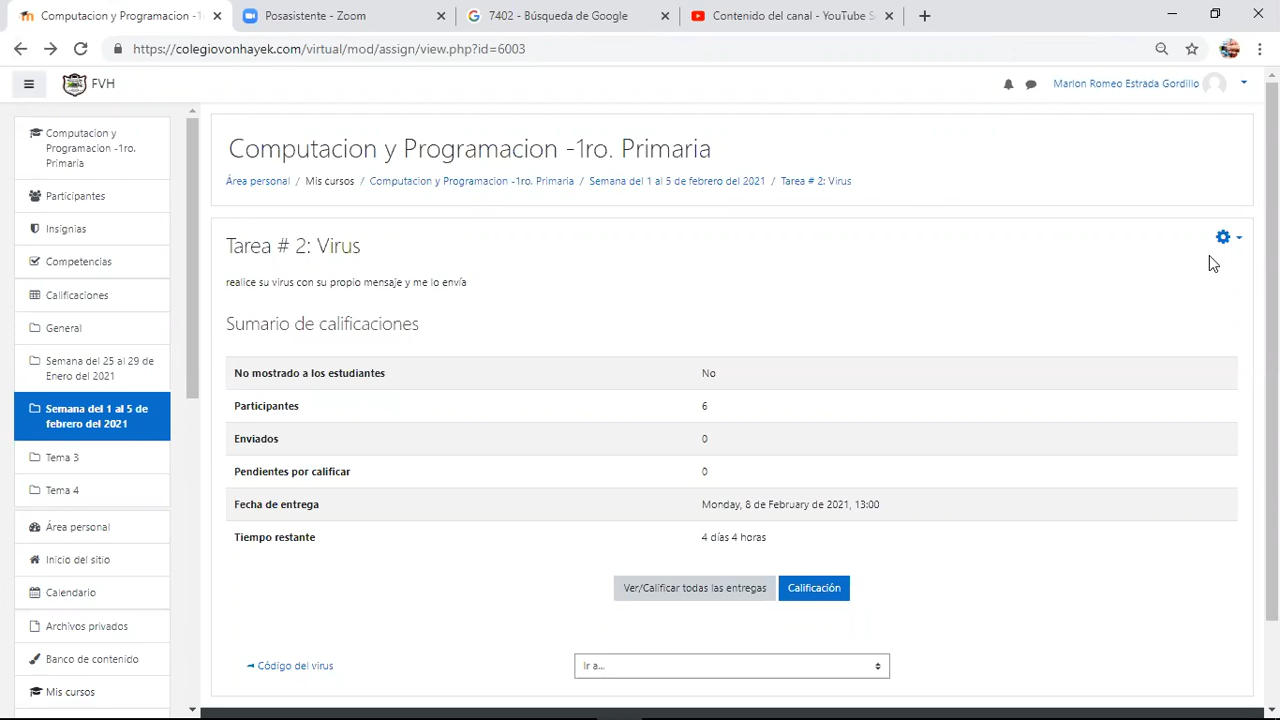 Computacion y Programacion -1
Posasistente - Zoom
7402 - Búsqueda de Google
Contenido del canal - YouTube S
https://colegiovonhayek.com/virtual/mod/assign/view.php?id=6003
FVH
Marlon Romeo Estrada Gordillo
Computacion y
Programacion -1ro.
Primaria
Participantes
Insignias
Competencias
Calificaciones
General
Semana del 25 al 29 de
Enero del 2021
Semana del 1 al 5 de
febrero del 2021
Tema 3
Tema 4
Área personal
Inicio del sitio
Calendario
Archivos privados
Banco de contenido
Mis cursos
Computacion y Programacion -1ro. Primaria
Área personal / Mis cursos / Computacion y Programacion -1ro. Primaria / Semana del 1 al 5 de febrero del 2021 / Tarea # 2: Virus
Tarea # 2: Virus
realice su virus con su propio mensaje y me lo envía
Sumario de calificaciones
No mostrado a los estudiantes No
Participantes 6
Enviados 0
Pendientes por calificar 0
Fecha de entrega Monday, 8 de February de 2021, 13:00
Tiempo restante 4 días 4 horas
Ver/Calificar todas las entregas Calificación
Código del virus
Ir a...